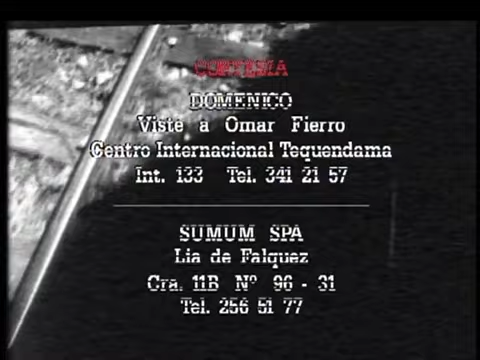 CORTESIA
DOMENICO
Viste a Omar Fierro
Centro Internacional Tequendama
Int. 133 Tel. 341 21 57
SUMUM SPA
Lia de Falquez
Cra. 11B Nº 96 - 31
Tel. 256 51 77